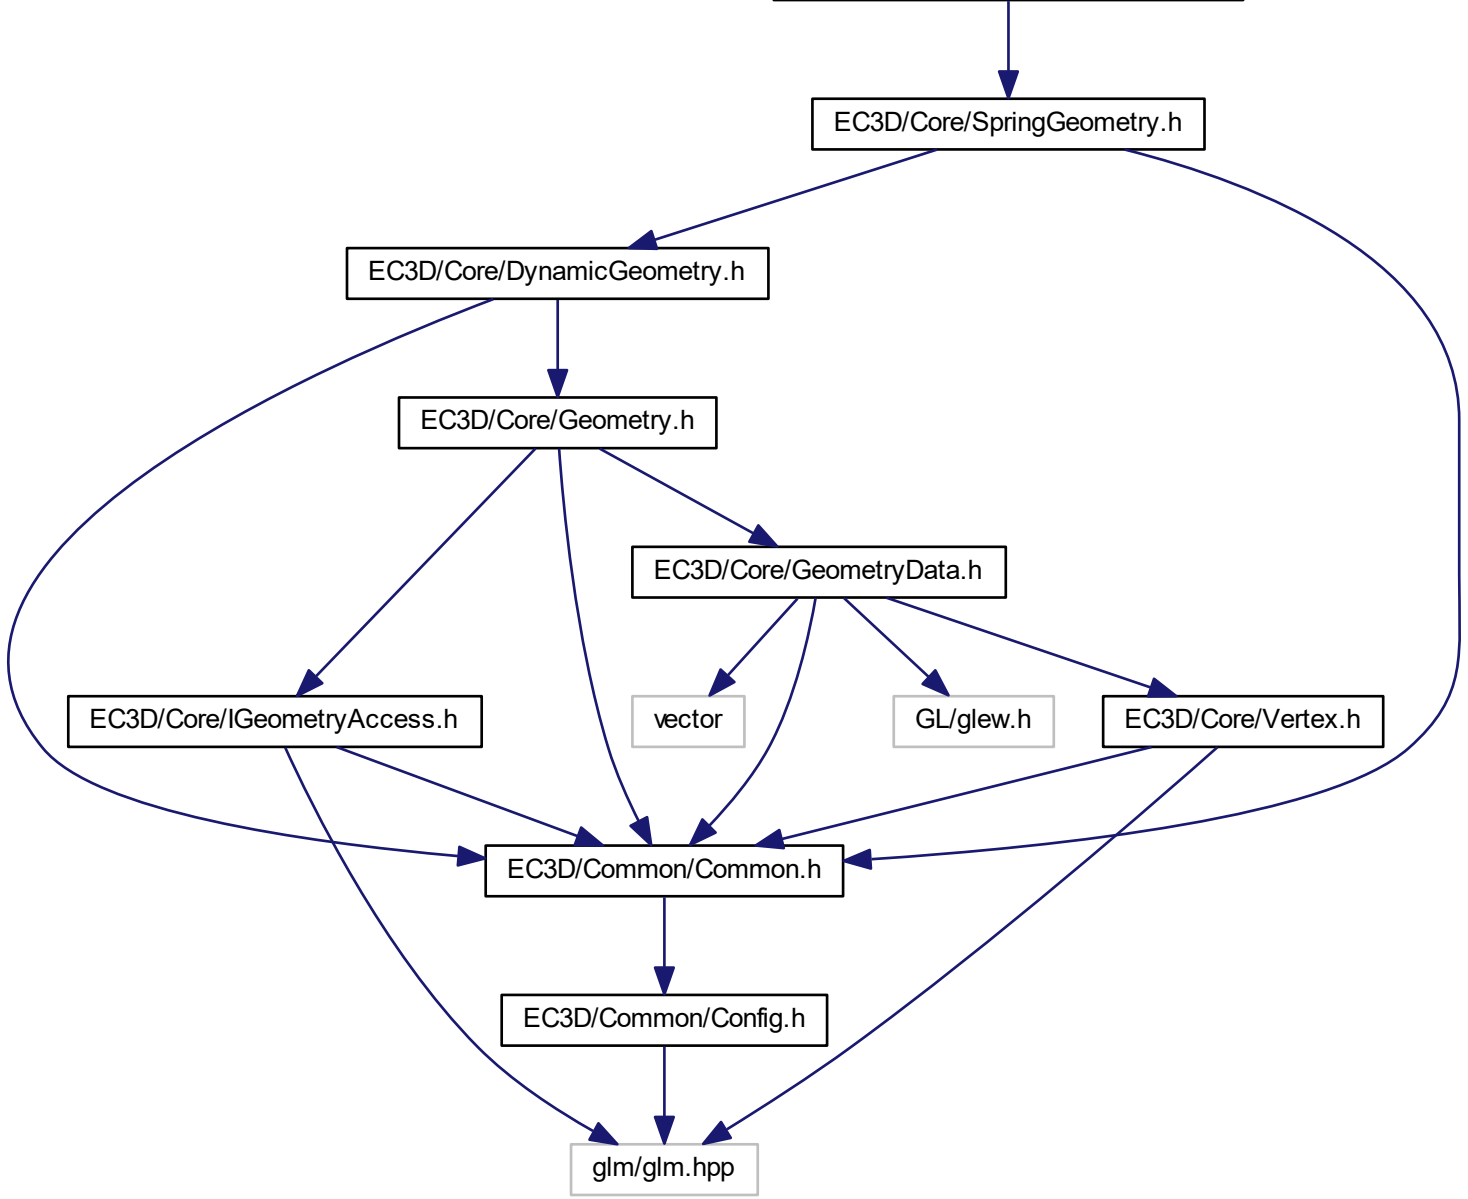 EC3D/Core/SpringGeometry.h
EC3D/Core/DynamicGeometry.h
EC3D/Core/Geometry.h
EC3D/Core/GeometryData.h
EC3D/Core/IGeometryAccess.h
vector
GL/glew.h
EC3D/Core/Vertex.h
EC3D/Common/Common.h
EC3D/Common/Config.h
glm/glm.hpp